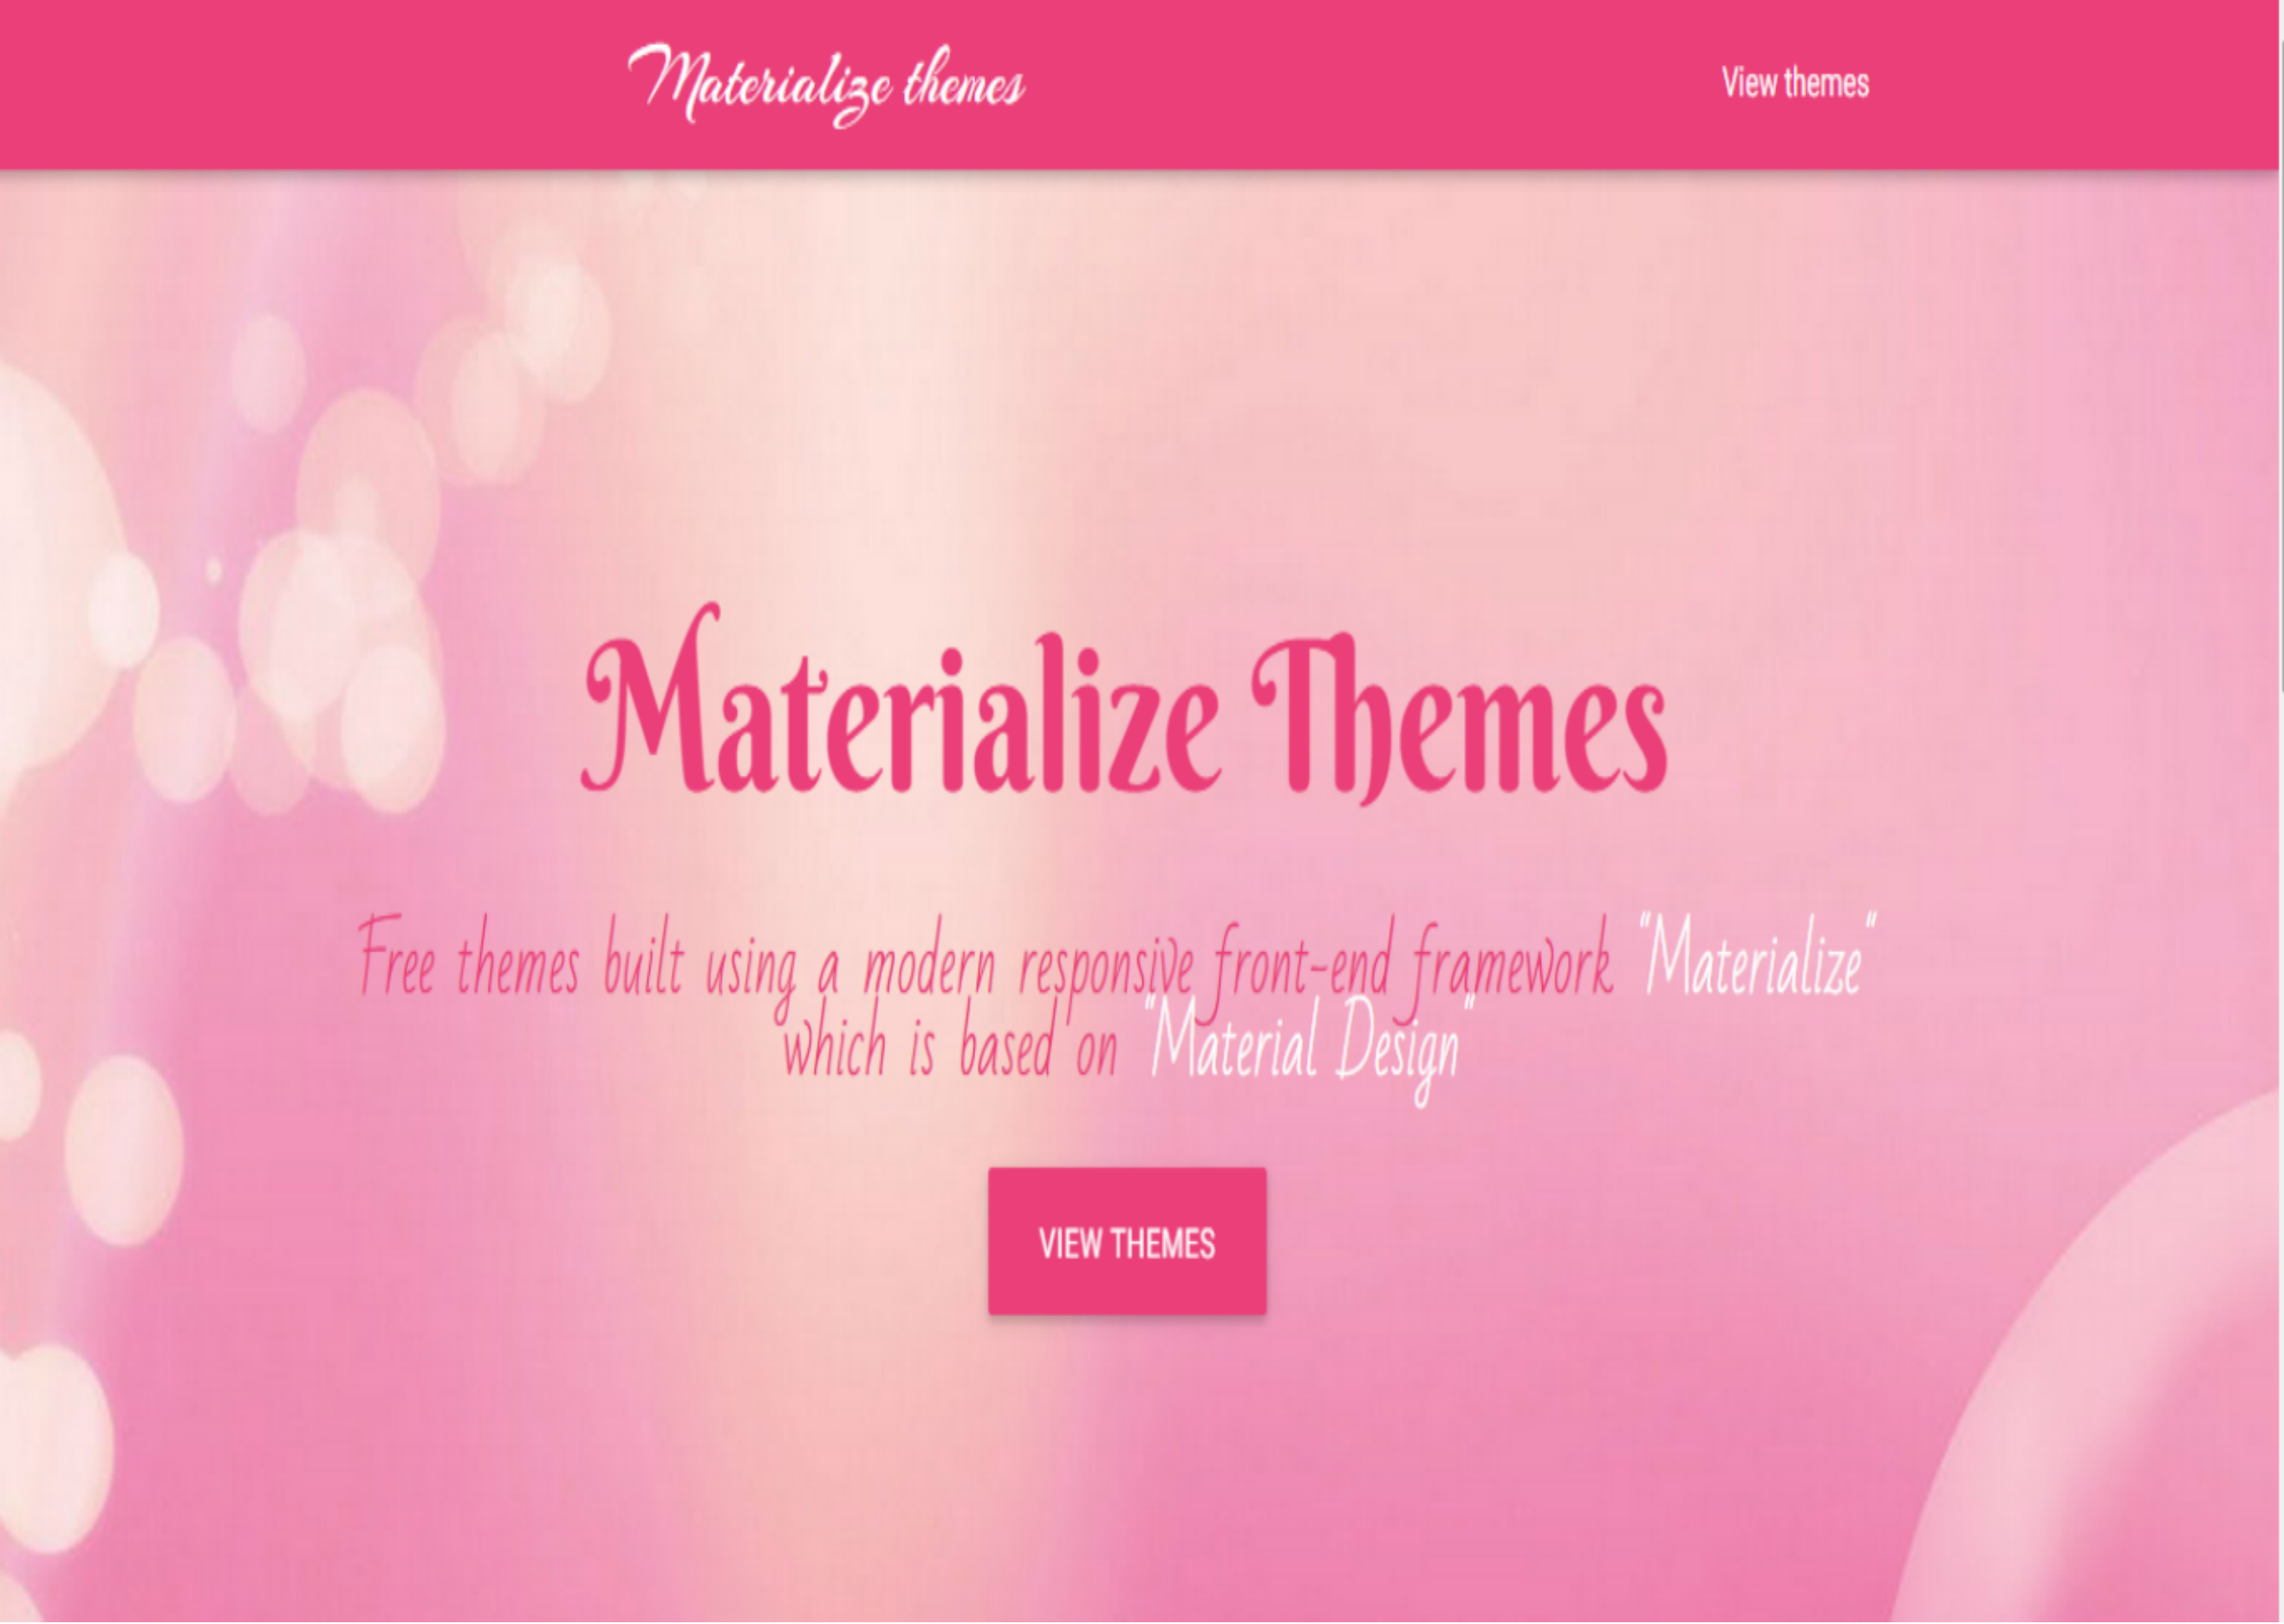 Materialize themes
View themes
Materialize Themes
Free themes built using a modern responsive front-end framework "Materialize"
which is based on "Material Design"
VIEW THEMES